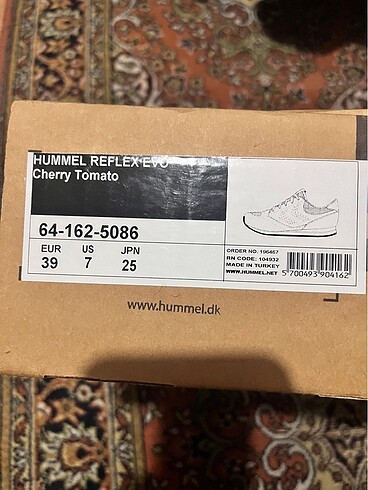 HUMMEL REFLEX EVO
Cherry Tomato
64-162-5086
EUR US JPN
39 7 25
ORDER NO. 196467
RN CODE: 104932
MADE IN TURKEY
WWW.HUMMEL.NET
5 700493 904162
www.hummel.dk